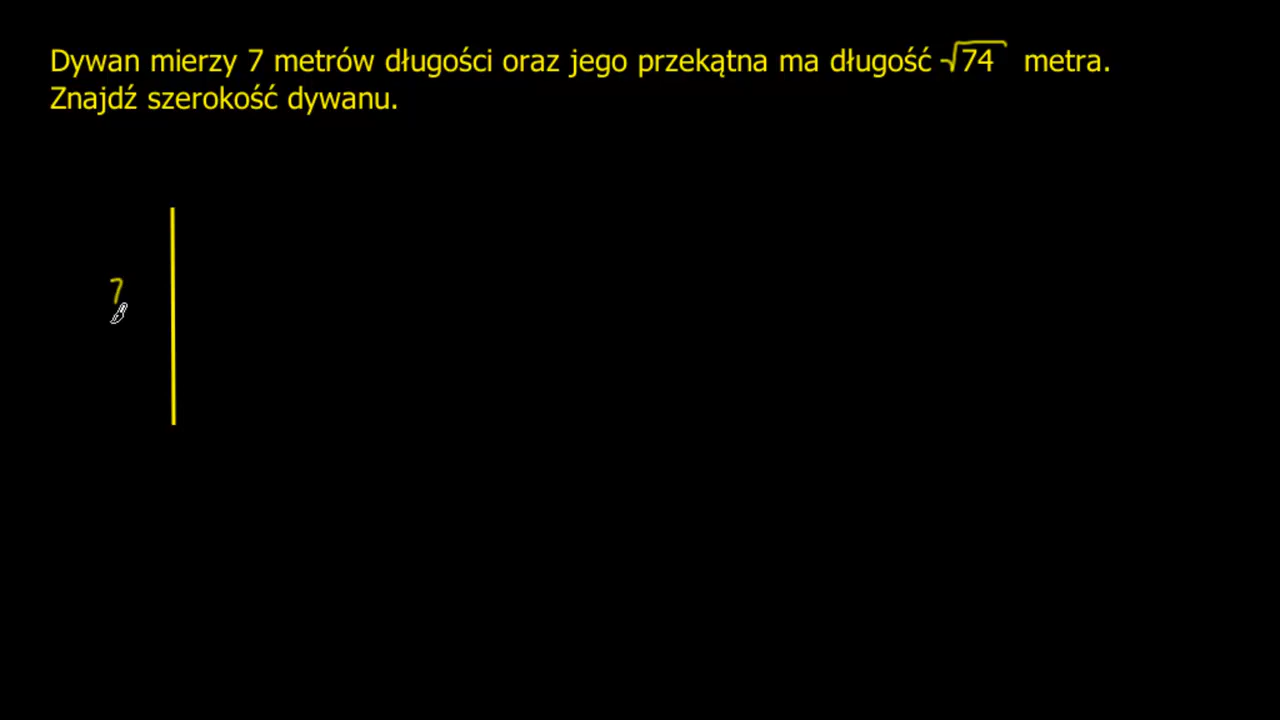 Dywan mierzy 7 metrów długości oraz jego przekątna ma długość √74 metra.
Znajdź szerokość dywanu.
7